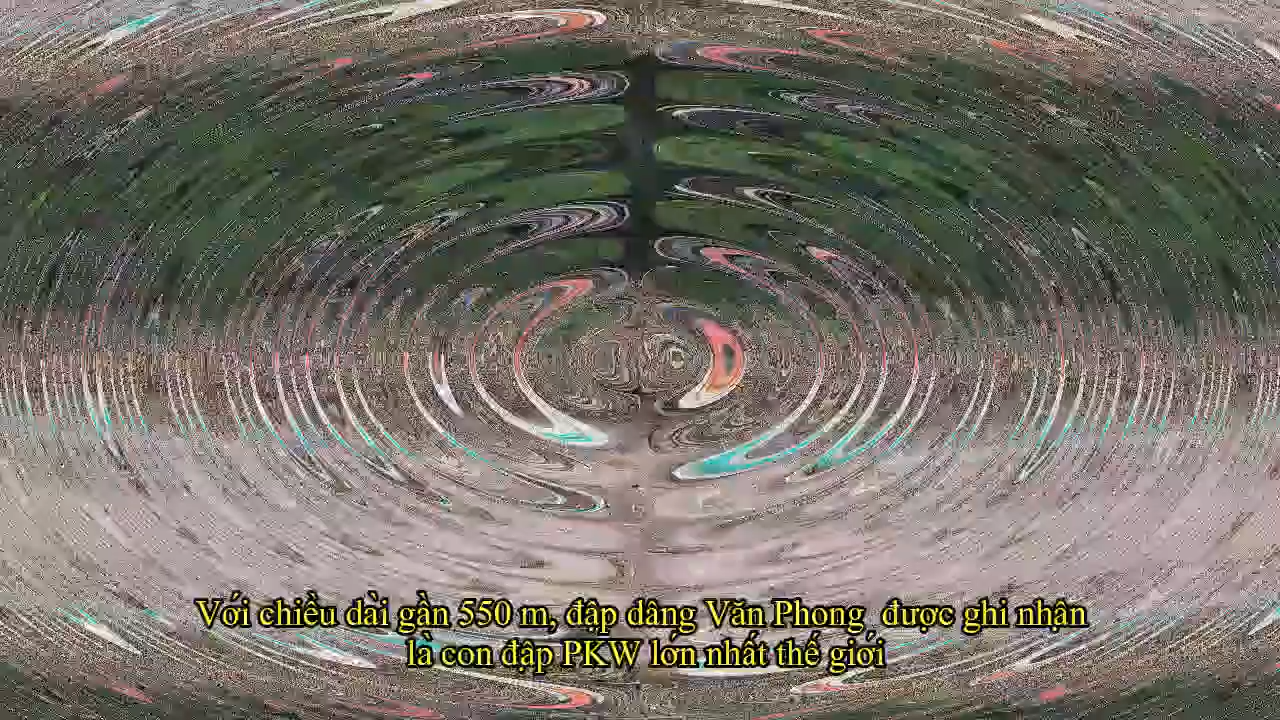 Với chiều dài gần 550 m, đập dâng Văn Phong được ghi nhận
là con đập PKW lớn nhất thế giới